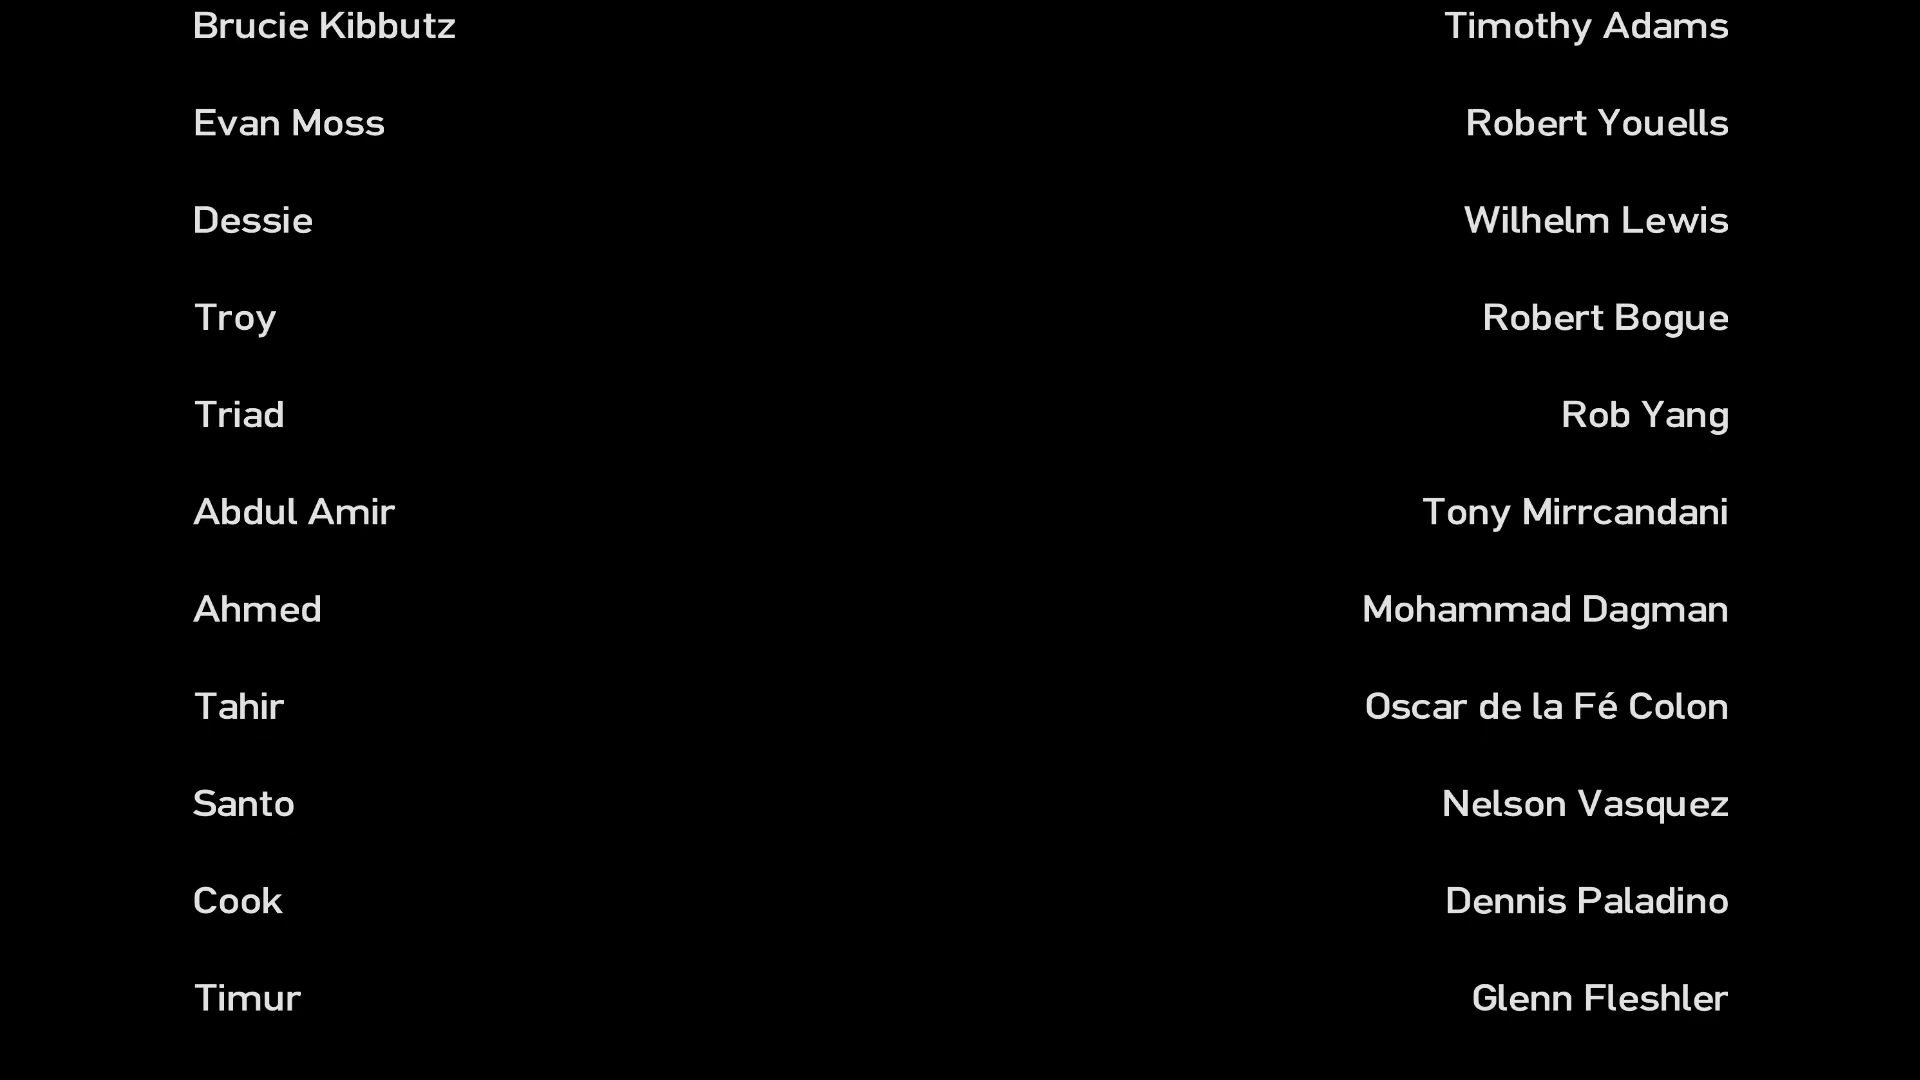 Brucie Kibbutz Timothy Adams
Evan Moss Robert Youells
Dessie Wilhelm Lewis
Troy Robert Bogue
Triad Rob Yang
Abdul Amir Tony Mirrcandani
Ahmed Mohammad Dagman
Tahir Oscar de la Fé Colon
Santo Nelson Vasquez
Cook Dennis Paladino
Timur Glenn Fleshler